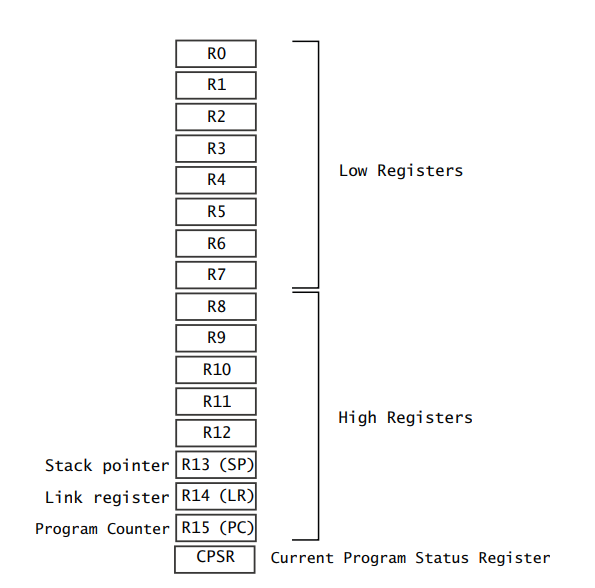 R0
R1
R2
R3
Low Registers
R4
R5
R6
R7
R8
R9
R10
R11
High Registers
R12
Stack pointer R13 (SP)
Link register R14 (LR)
Program Counter R15 (PC)
CPSR Current Program Status Register